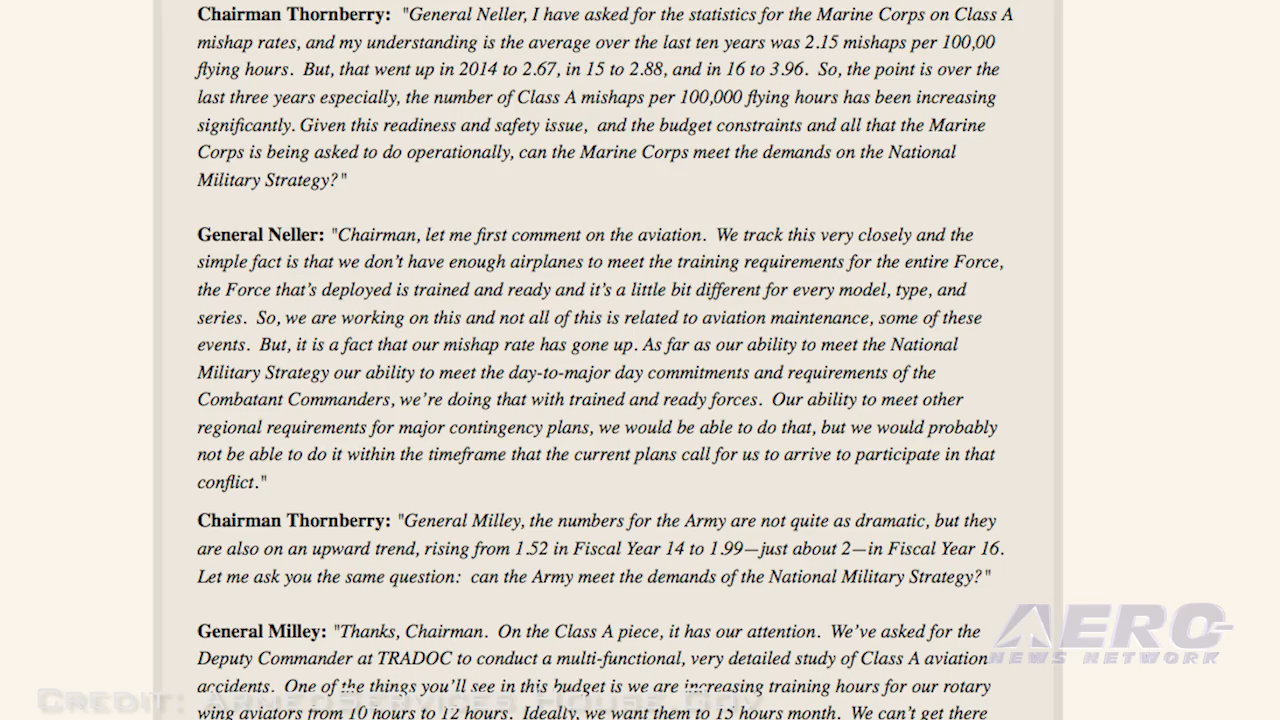 Chairman Thornberry: "General Neller, I have asked for the statistics for the Marine Corps on Class A
mishap rates, and my understanding is the average over the last ten years was 2.15 mishaps per 100,00
flying hours. But, that went up in 2014 to 2.67, in 15 to 2.88, and in 16 to 3.96. So, the point is over the
last three years especially, the number of Class A mishaps per 100,000 flying hours has been increasing
significantly. Given this readiness and safety issue, and the budget constraints and all that the Marine
Corps is being asked to do operationally, can the Marine Corps meet the demands on the National
Military Strategy?"
General Neller: "Chairman, let me first comment on the aviation. We track this very closely and the
simple fact is that we don't have enough airplanes to meet the training requirements for the entire Force,
the Force that's deployed is trained and ready and it's a little bit different for every model, type, and
series. So, we are working on this and not all of this is related to aviation maintenance, some of these
events. But, it is a fact that our mishap rate has gone up. As far as our ability to meet the National
Military Strategy our ability to meet the day-to-major day commitments and requirements of the
Combatant Commanders, we're doing that with trained and ready forces. Our ability to meet other
regional requirements for major contingency plans, we would be able to do that, but we would probably
not be able to do it within the timeframe that the current plans call for us to arrive to participate in that
conflict."
Chairman Thornberry: "General Milley, the numbers for the Army are not quite as dramatic, but they
are also on an upward trend, rising from 1.52 in Fiscal Year 14 to 1.99—just about 2—in Fiscal Year 16.
Let me ask you the same question: can the Army meet the demands of the National Military Strategy?"
General Milley: "Thanks, Chairman. On the Class A piece, it has our attention. We've asked for the
Deputy Commander at TRADOC to conduct a multi-functional, very detailed study of Class A aviation
accidents. One of the things you'll see in this budget is we are increasing training hours for our rotary
wing aviators from 10 hours to 12 hours. Ideally, we want them to 15 hours month. We can't get there
AERO
NEWS NETWORK
Credit: ArmedServices.House.Gov